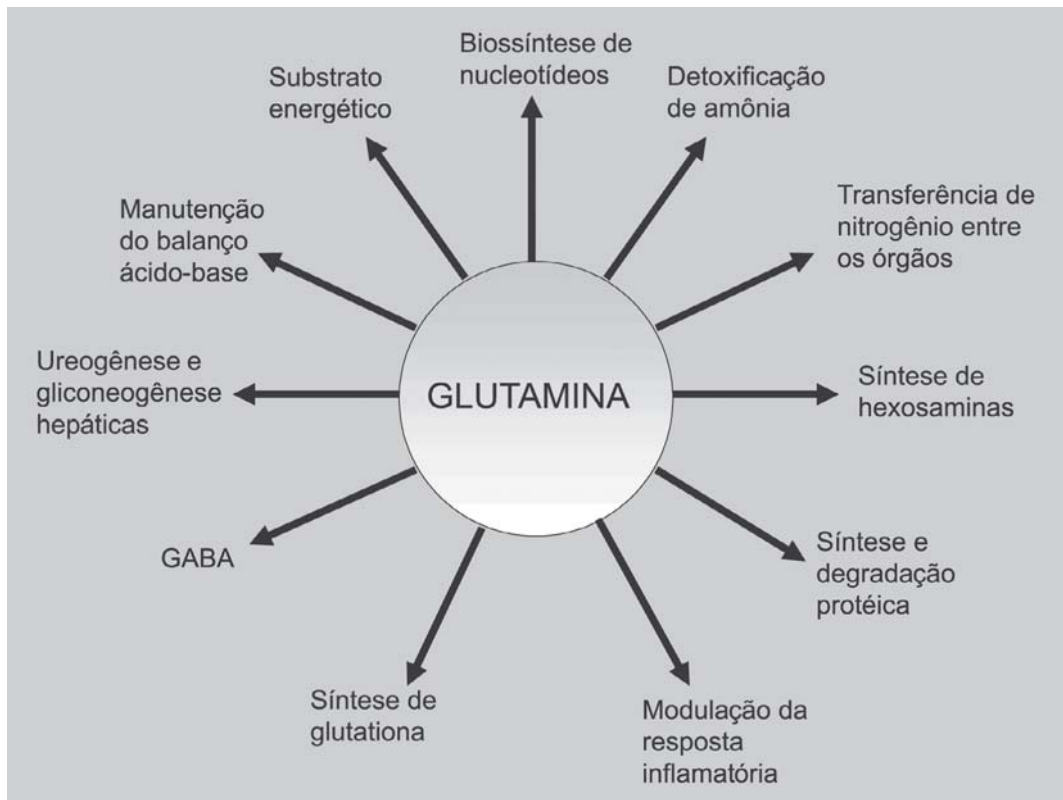 Biossíntese de
nucleotídeos
Detoxificação
de amônia
Transferência de
nitrogênio entre
os órgãos
Síntese de
hexosaminas
Síntese e
degradação
protéica
Modulação da
resposta
inflamatória
Síntese de
glutationa
GABA
Ureogênese e
gliconeogênese
hepáticas
Manutenção
do balanço
ácido-base
Substrato
energético
GLUTAMINA